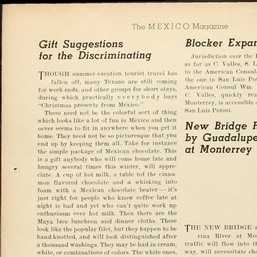 The MEXICO Magazine
Gift Suggestions
for the Discriminating
THOUGH summer vacation tourist travel has
fallen off, many Texans are still coming
for week ends, and other groups for short stays,
during which practically everybody buys
"Christmas presents from México."
These need not be the colorful sort of thing
which looks like a lot of fun in México and then
never seems to fit in anywhere when you get it
home. They need not be so picturesque that you
end up by keeping them all. Take for instance
the simple package of Mexican chocolate. This
is a gift anybody who will come home late and
hungry several times this winter, will appre-
ciate. A cup of hot milk, a tablet of the cinna-
mon flavored chocolate and a whisking into
foam with a Mexican chocolate beater—it's
just right for people who know coffee late at
night is bad and yet who can't quite work up
enthusiasm over hot milk. Then there are the
Maya lace luncheon and dinner cloths. These
look like the popular filet, but they happen to be
hand knotted, and will look distinguished after
a thousand washings. They may be had in cream,
white, or combinations of colors. The white ones,
Blocker Expan
Jurisdiction over the
as far as C. Valles, S. L
to the American Consul
the one in San Luis Pot
American Consul Wm.
C. Valles, quickly rea
Monterrey, is accessible
San Luis Potosi.
New Bridge F
by Guadalupe
at Monterrey
THE NEW BRIDGE
rina River at Mo
traffic will flow into th
way, will necessitate ch